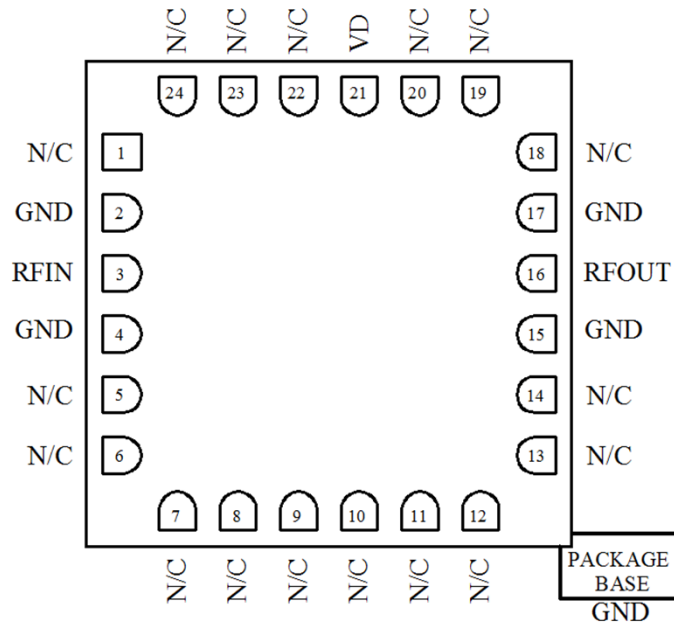 N/C N/C N/C VD N/C N/C
24 23 22 21 20 19
N/C 1 18 N/C
GND 2 17 GND
RFIN 3 16 RFOUT
GND 4 15 GND
N/C 5 14 N/C
N/C 6 13 N/C
7 8 9 10 11 12
N/C N/C N/C N/C N/C N/C
PACKAGE
BASE
GND